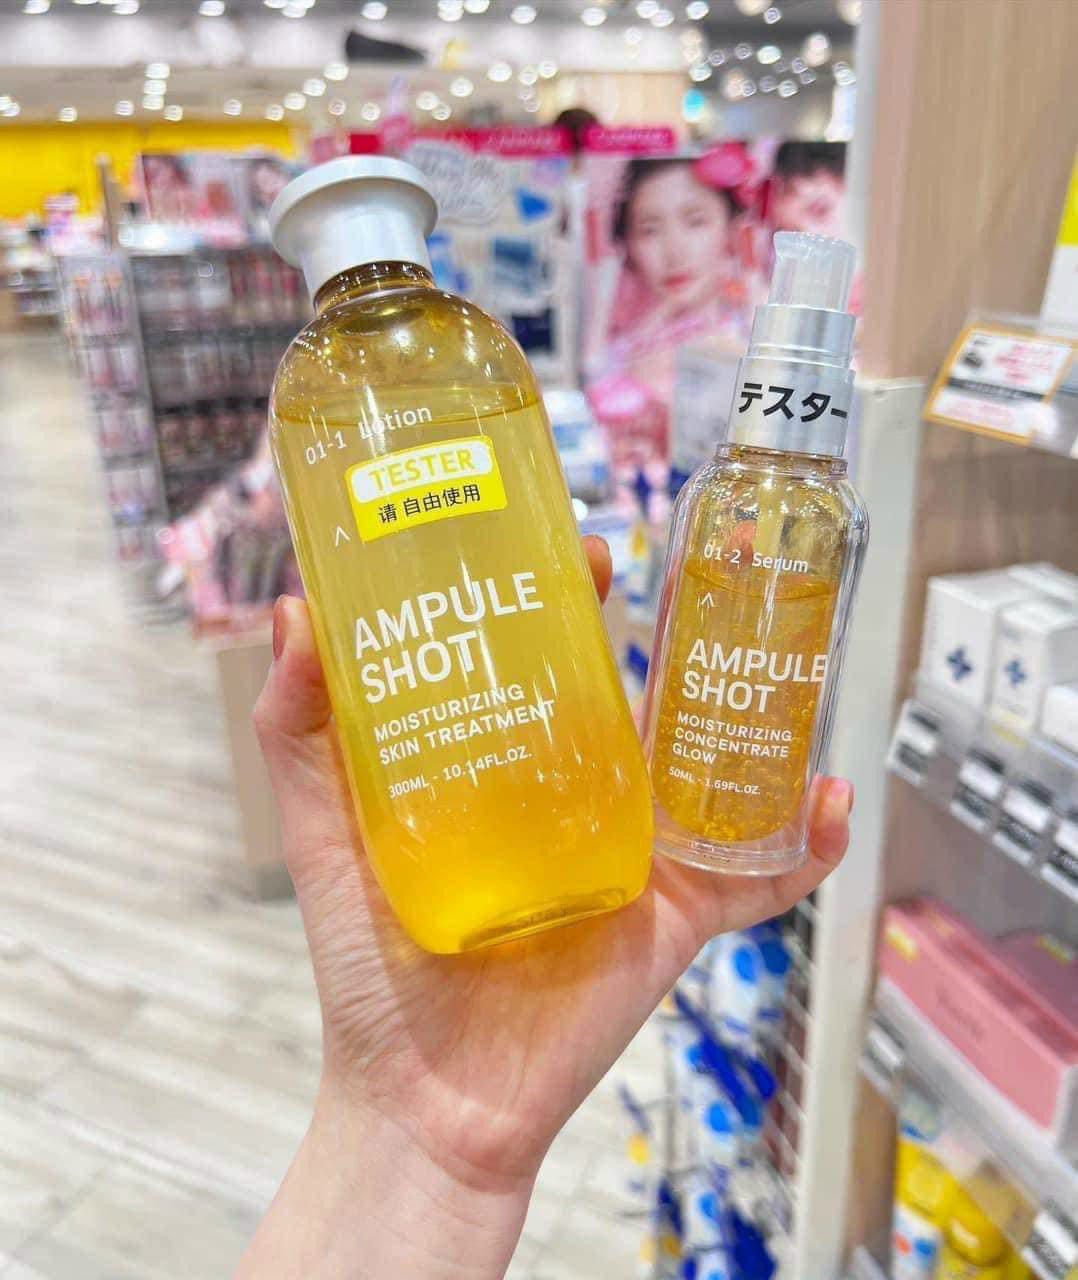 01-1 Lotion
TESTER
请 自由使用
AMPULE
SHOT
MOISTURIZING
SKIN TREATMENT
300ML - 10.14FL.OZ.
テスター
01-2 Serum
AMPULE
SHOT
MOISTURIZING
CONCENTRATE
GLOW
50ML - 1.69FL.OZ.